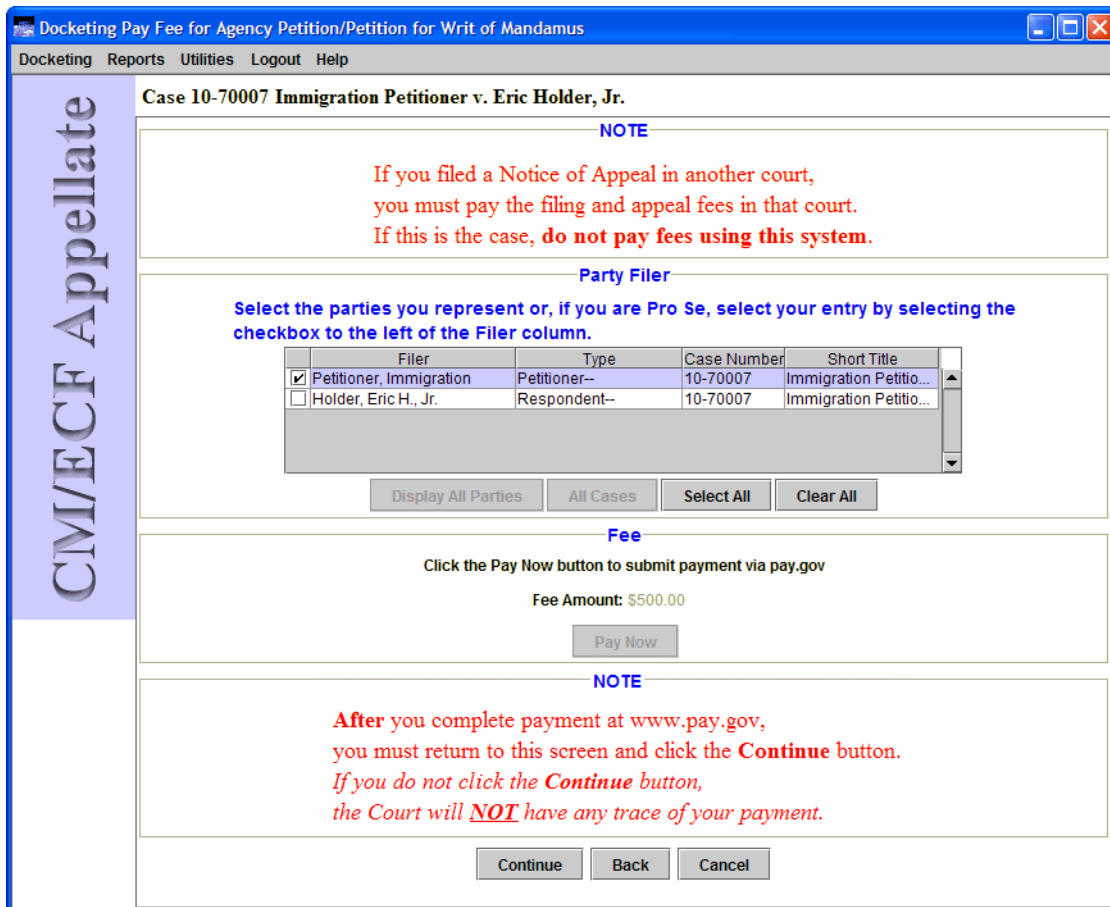 Docketing Pay Fee for Agency Petition/Petition for Writ of Mandamus
Docketing Reports Utilities Logout Help
CM/ECF Appellate
Case 10-70007 Immigration Petitioner v. Eric Holder, Jr.
NOTE
If you filed a Notice of Appeal in another court,
you must pay the filing and appeal fees in that court.
If this is the case, do not pay fees using this system.
Party Filer
Select the parties you represent or, if you are Pro Se, select your entry by selecting the
checkbox to the left of the Filer column.
Filer Type Case Number Short Title
Petitioner, Immigration Petitioner-- 10-70007 Immigration Petitio...
Holder, Eric H., Jr. Respondent-- 10-70007 Immigration Petitio...
Display All Parties All Cases Select All Clear All
Fee
Click the Pay Now button to submit payment via pay.gov
Fee Amount: $500.00
Pay Now
NOTE
After you complete payment at www.pay.gov,
you must return to this screen and click the Continue button.
If you do not click the Continue button,
the Court will NOT have any trace of your payment.
Continue Back Cancel